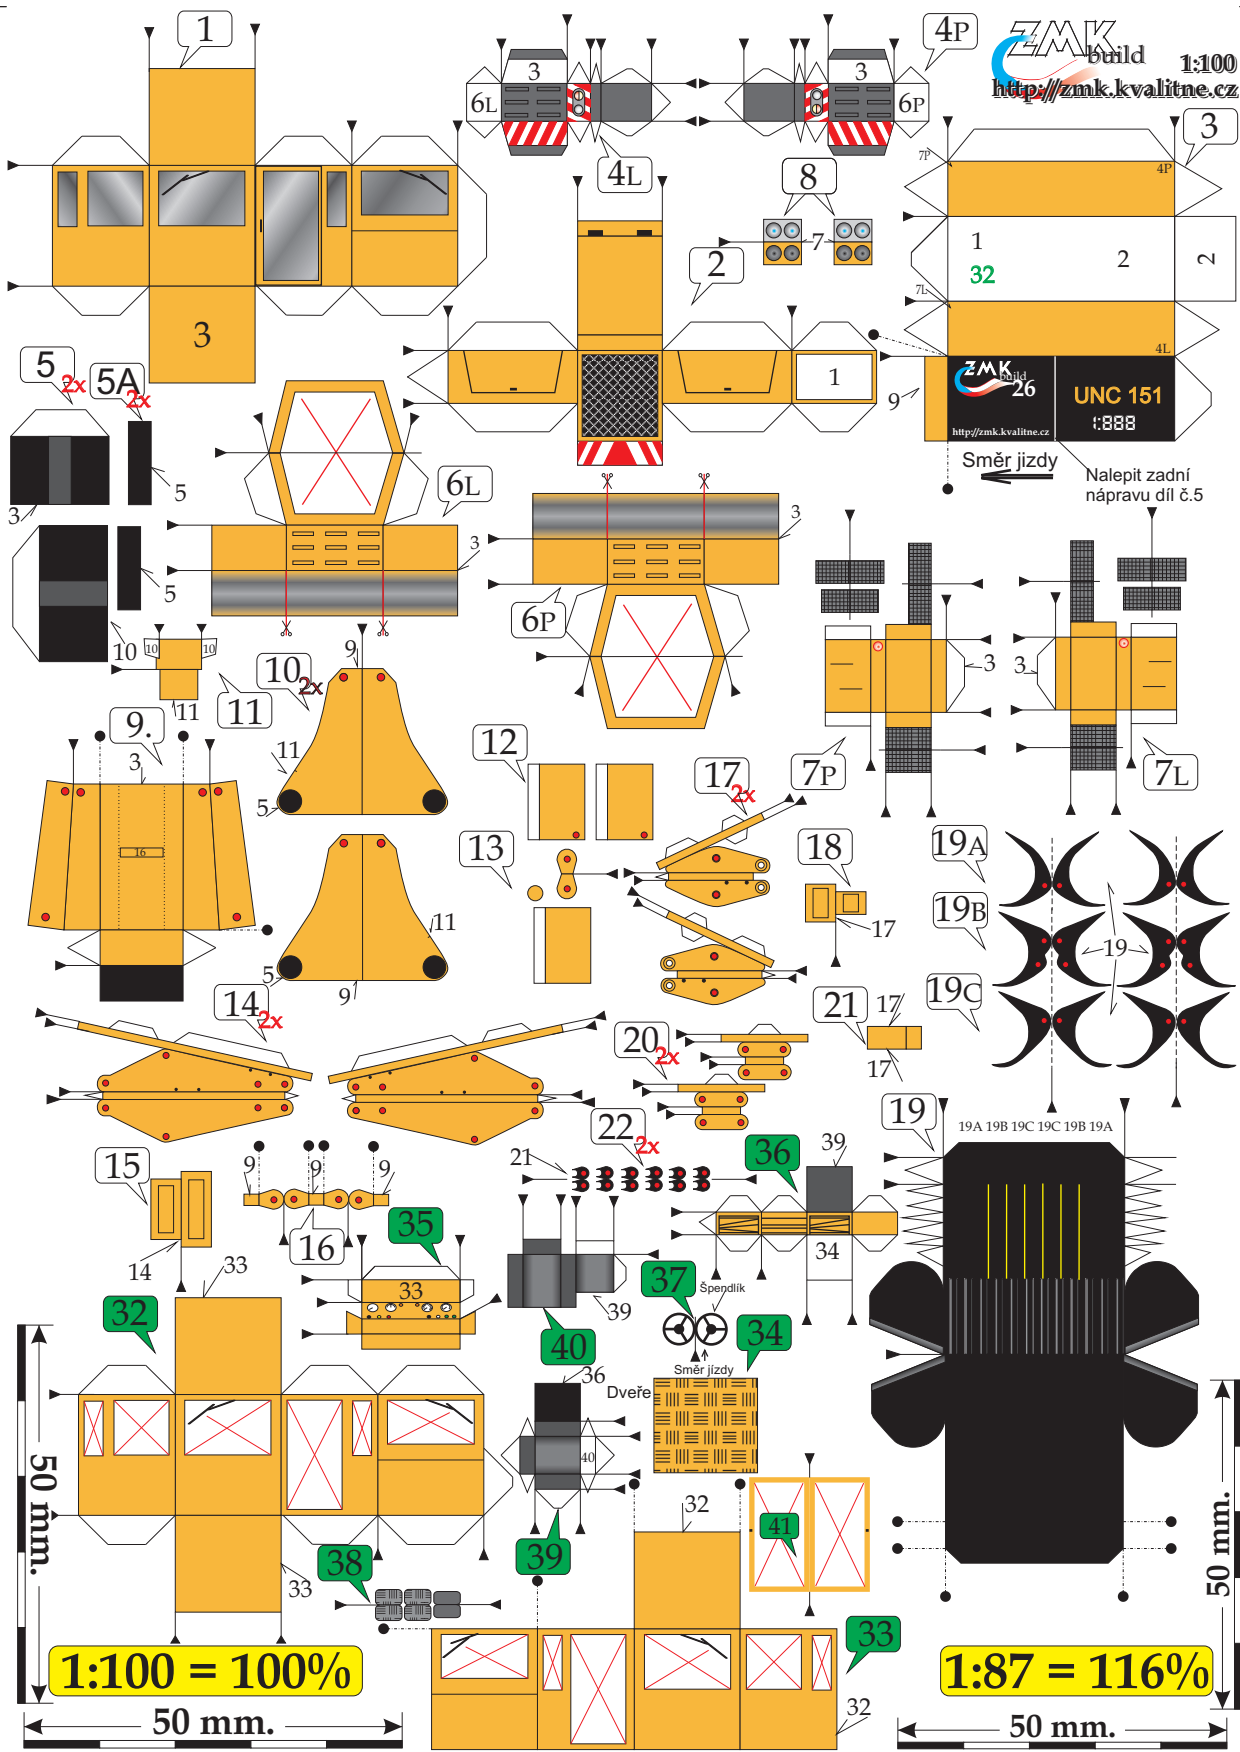 1
3
4P
6L
3
3
6P
4L
ZMK
build
1:100
http://zmk.kvalitne.cz
3
7P
4P
1
2
2
32
7L
4L
8
7
2
1
9
ZMK
build
26
http://zmk.kvalitne.cz
UNC 151
1:888
Směr jizdy
Nalepit zadní
nápravu díl č.5
5
2x
5A
2x
5
3
5
10
6L
3
3
6P
3
3
7P
7L
10
10
11
11
9.
3
16
10
2x
9
11
5
11
5
9
12
13
17
2x
18
17
19A
19B
19C
19
14
2x
20
2x
21
17
17
15
14
9
9
9
16
22
2x
21
36
39
34
19
19A 19B 19C 19C 19B 19A
35
33
33
32
40
39
37
Špendlík
Směr jízdy
34
Dveře
36
40
39
41
33
38
32
33
32
50 mm.
50 mm.
1:100 = 100%
50 mm.
1:87 = 116%
50 mm.